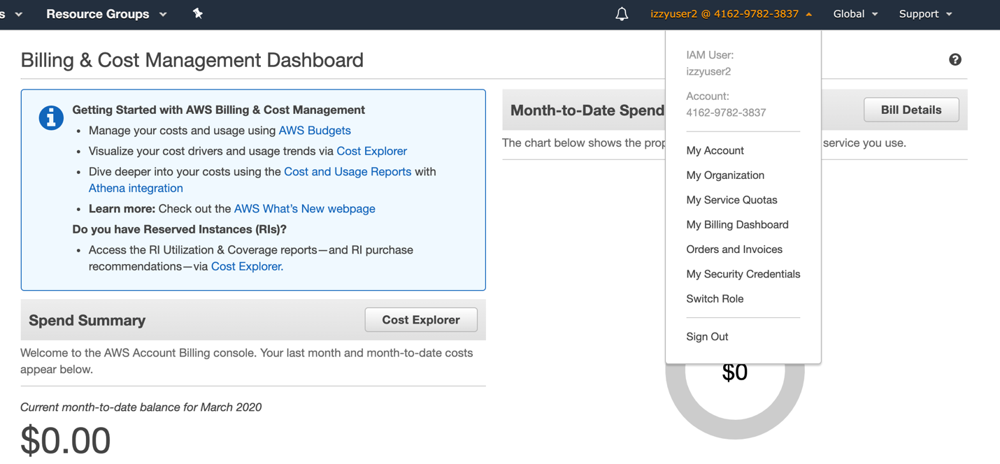 s Resource Groups izzyuser2 @ 4162-9782-3837 Global Support
Billing & Cost Management Dashboard
?
Getting Started with AWS Billing & Cost Management
• Manage your costs and usage using AWS Budgets
• Visualize your cost drivers and usage trends via Cost Explorer
• Dive deeper into your costs using the Cost and Usage Reports with
Athena integration
• Learn more: Check out the AWS What’s New webpage
Do you have Reserved Instances (RIs)?
• Access the RI Utilization & Coverage reports—and RI purchase
recommendations—via Cost Explorer.
Spend Summary
Cost Explorer
Welcome to the AWS Account Billing console. Your last month and month-to-date costs
appear below.
Current month-to-date balance for March 2020
$0.00
Month-to-Date Spend
Bill Details
The chart below shows the prop service you use.
IAM User:
izzyuser2
Account:
4162-9782-3837
My Account
My Organization
My Service Quotas
My Billing Dashboard
Orders and Invoices
My Security Credentials
Switch Role
Sign Out
$0